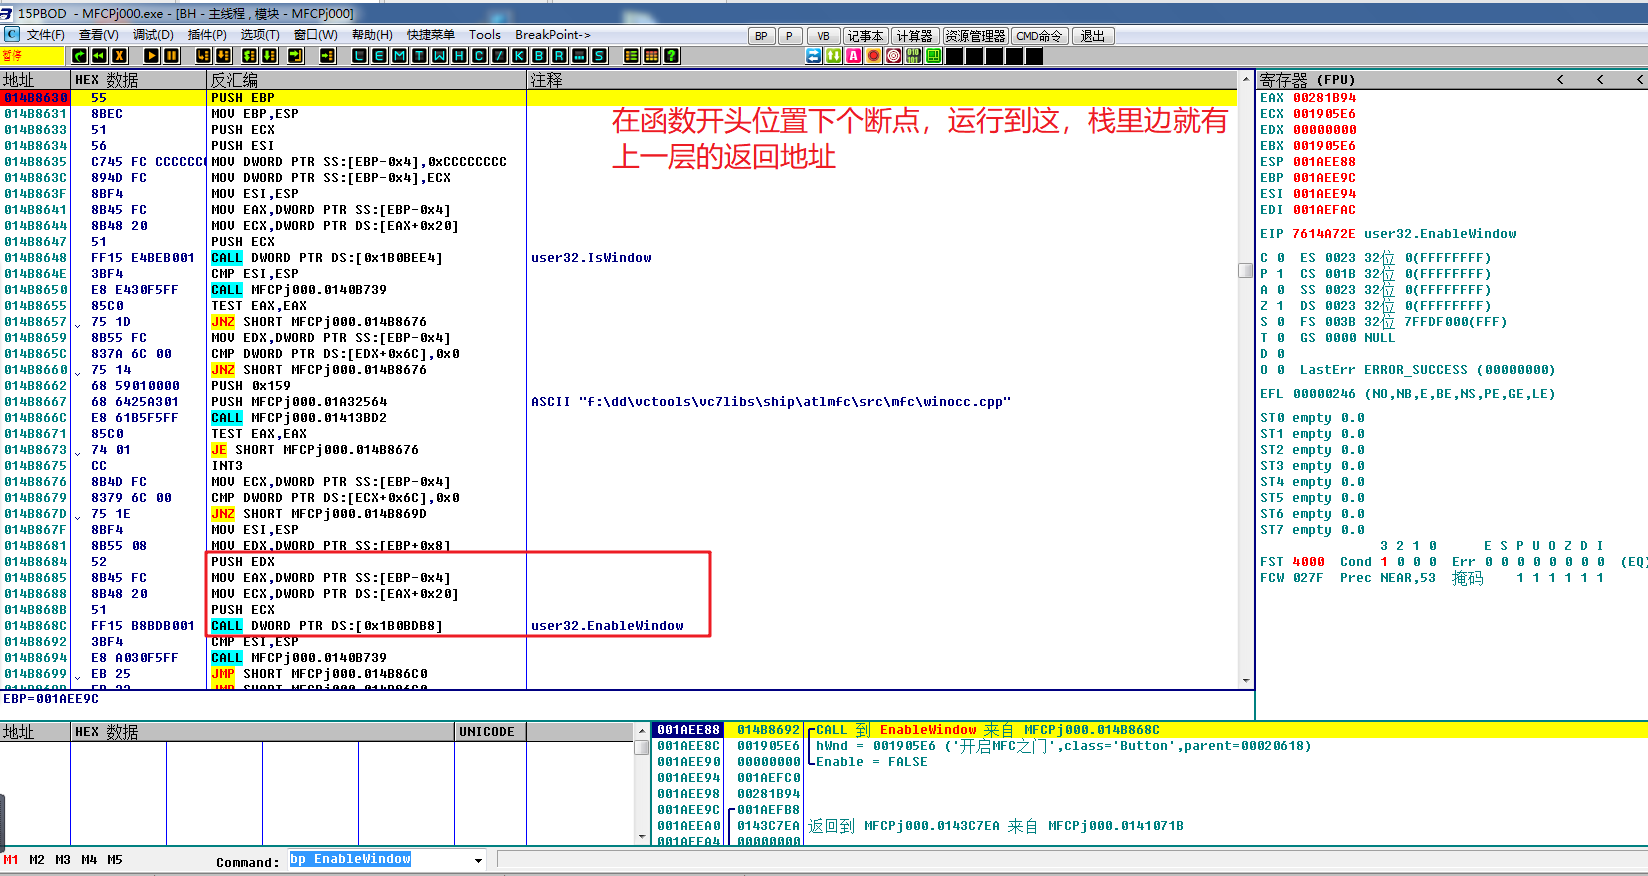 15PBOD - MFCPj000.exe - [BH - 主线程, 模块 - MFCPj000]
文件(F) 查看(V) 调试(D) 插件(P) 选项(T) 窗口(W) 帮助(H) 快捷菜单 Tools BreakPoint-> BP P VB 记事本 计算器 资源管理器 CMD命令 退出
暂停 L E M T W H C / K B R ... S ?
地址 HEX 数据 反汇编 注释 寄存器 (FPU) < < <
014B8630 55 PUSH EBP
014B8631 8BEC MOV EBP,ESP
014B8633 51 PUSH ECX
014B8634 56 PUSH ESI
014B8635 C745 FC CCCCCCC MOV DWORD PTR SS:[EBP-0x4],0xCCCCCCCC
014B863C 894D FC MOV DWORD PTR SS:[EBP-0x4],ECX
014B863F 8BF4 MOV ESI,ESP
014B8641 8B45 FC MOV EAX,DWORD PTR SS:[EBP-0x4]
014B8644 8B48 20 MOV ECX,DWORD PTR DS:[EAX+0x20]
014B8647 51 PUSH ECX
014B8648 FF15 E4BEB001 CALL DWORD PTR DS:[0x1B0BEE4] user32.IsWindow
014B864E 3BF4 CMP ESI,ESP
014B8650 E8 E430F5FF CALL MFCPj000.0140B739
014B8655 85C0 TEST EAX,EAX
014B8657 75 1D JNZ SHORT MFCPj000.014B8676
014B8659 8B55 FC MOV EDX,DWORD PTR SS:[EBP-0x4]
014B865C 837A 6C 00 CMP DWORD PTR DS:[EDX+0x6C],0x0
014B8660 75 14 JNZ SHORT MFCPj000.014B8676
014B8662 68 59010000 PUSH 0x159
014B8667 68 6425A301 PUSH MFCPj000.01A32564 ASCII "f:\dd\vctools\vc7libs\ship\atlmfc\src\mfc\winocc.cpp"
014B866C E8 61B5F5FF CALL MFCPj000.01413BD2
014B8671 85C0 TEST EAX,EAX
014B8673 74 01 JE SHORT MFCPj000.014B8676
014B8675 CC INT3
014B8676 8B4D FC MOV ECX,DWORD PTR SS:[EBP-0x4]
014B8679 8379 6C 00 CMP DWORD PTR DS:[ECX+0x6C],0x0
014B867D 75 1E JNZ SHORT MFCPj000.014B869D
014B867F 8BF4 MOV ESI,ESP
014B8681 8B55 08 MOV EDX,DWORD PTR SS:[EBP+0x8]
014B8684 52 PUSH EDX
014B8685 8B45 FC MOV EAX,DWORD PTR SS:[EBP-0x4]
014B8688 8B48 20 MOV ECX,DWORD PTR DS:[EAX+0x20]
014B868B 51 PUSH ECX
014B868C FF15 B8BDB001 CALL DWORD PTR DS:[0x1B0BDB8] user32.EnableWindow
014B8692 3BF4 CMP ESI,ESP
014B8694 E8 A030F5FF CALL MFCPj000.0140B739
014B8699 EB 25 JMP SHORT MFCPj000.014B86C0
在函数开头位置下个断点，运行到这，栈里边就有
上一层的返回地址
EAX 00281B94
ECX 001905E6
EDX 00000000
EBX 001905E6
ESP 001AEE88
EBP 001AEE9C
ESI 001AEE94
EDI 001AEFAC
EIP 7614A72E user32.EnableWindow
C 0 ES 0023 32位 0(FFFFFFFF)
P 1 CS 001B 32位 0(FFFFFFFF)
A 0 SS 0023 32位 0(FFFFFFFF)
Z 1 DS 0023 32位 0(FFFFFFFF)
S 0 FS 003B 32位 7FFDF000(FFF)
T 0 GS 0000 NULL
D 0
O 0 LastErr ERROR_SUCCESS (00000000)
EFL 00000246 (NO,NB,E,BE,NS,PE,GE,LE)
ST0 empty 0.0
ST1 empty 0.0
ST2 empty 0.0
ST3 empty 0.0
ST4 empty 0.0
ST5 empty 0.0
ST6 empty 0.0
ST7 empty 0.0
3 2 1 0 E S P U O Z D I
FST 4000 Cond 1 0 0 0 Err 0 0 0 0 0 0 0 0 (EQ)
FCW 027F Prec NEAR,53 掩码 1 1 1 1 1 1
EBP=001AEE9C
地址 HEX 数据 UNICODE
001AEE88 014B8692 CALL 到 EnableWindow 来自 MFCPj000.014B868C
001AEE8C 001905E6 hWnd = 001905E6 ('开启MFC之门',class='Button',parent=00020618)
001AEE90 00000000 Enable = FALSE
001AEE94 001AEFC0
001AEE98 00281B94
001AEE9C 001AEFB8
001AEEA0 0143C7EA 返回到 MFCPj000.0143C7EA 来自 MFCPj000.0141071B
001AEEA4 00000000
M1 M2 M3 M4 M5 Command: bp EnableWindow